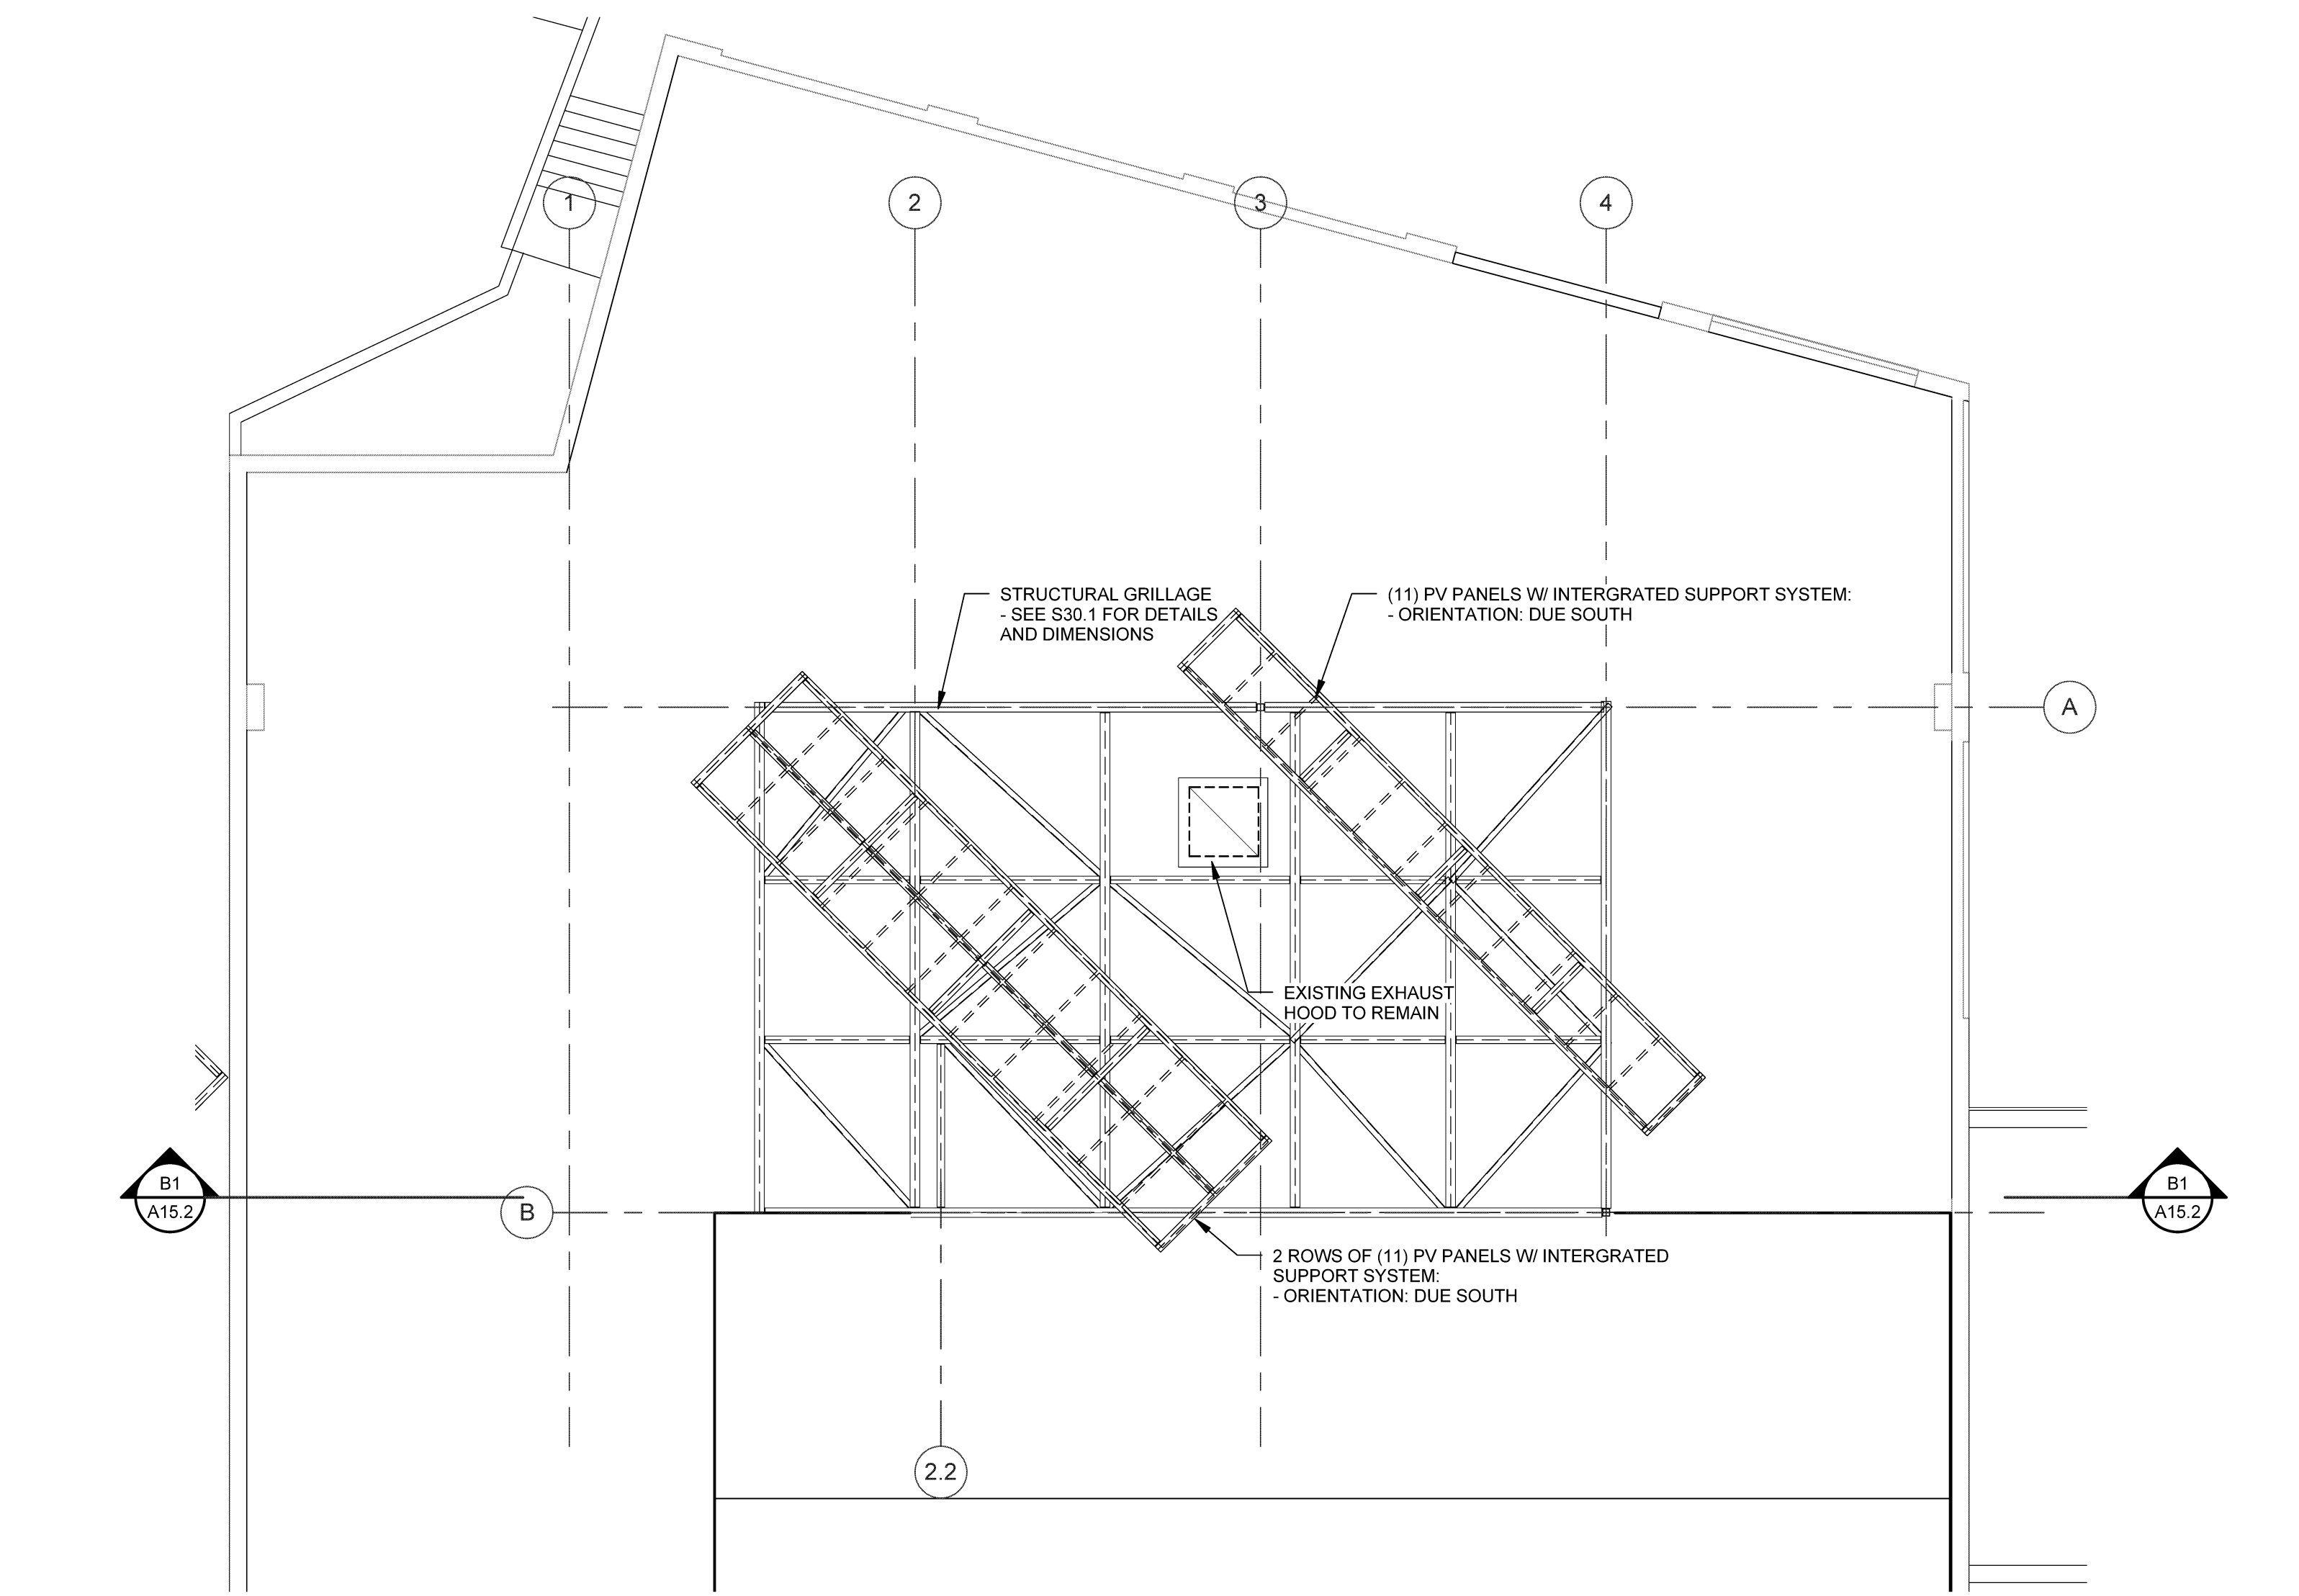 1
2
3
4
STRUCTURAL GRILLAGE
- SEE S30.1 FOR DETAILS
AND DIMENSIONS
(11) PV PANELS W/ INTERGRATED SUPPORT SYSTEM:
- ORIENTATION: DUE SOUTH
A
EXISTING EXHAUST
HOOD TO REMAIN
B1
A15.2
B
B1
A15.2
2 ROWS OF (11) PV PANELS W/ INTERGRATED
SUPPORT SYSTEM:
- ORIENTATION: DUE SOUTH
2.2